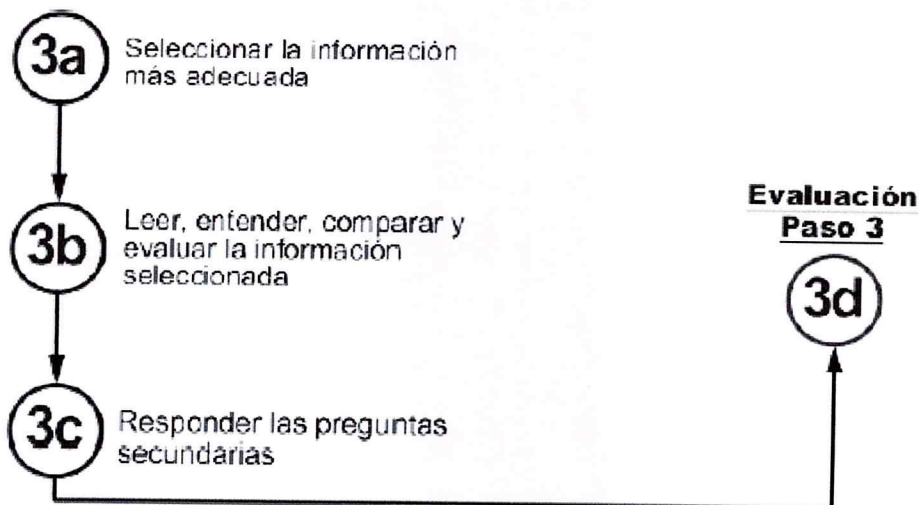 3a
Seleccionar la información
más adecuada
3b
Leer, entender, comparar y
evaluar la información
seleccionada
3c
Responder las preguntas
secundarias
Evaluación
Paso 3
3d